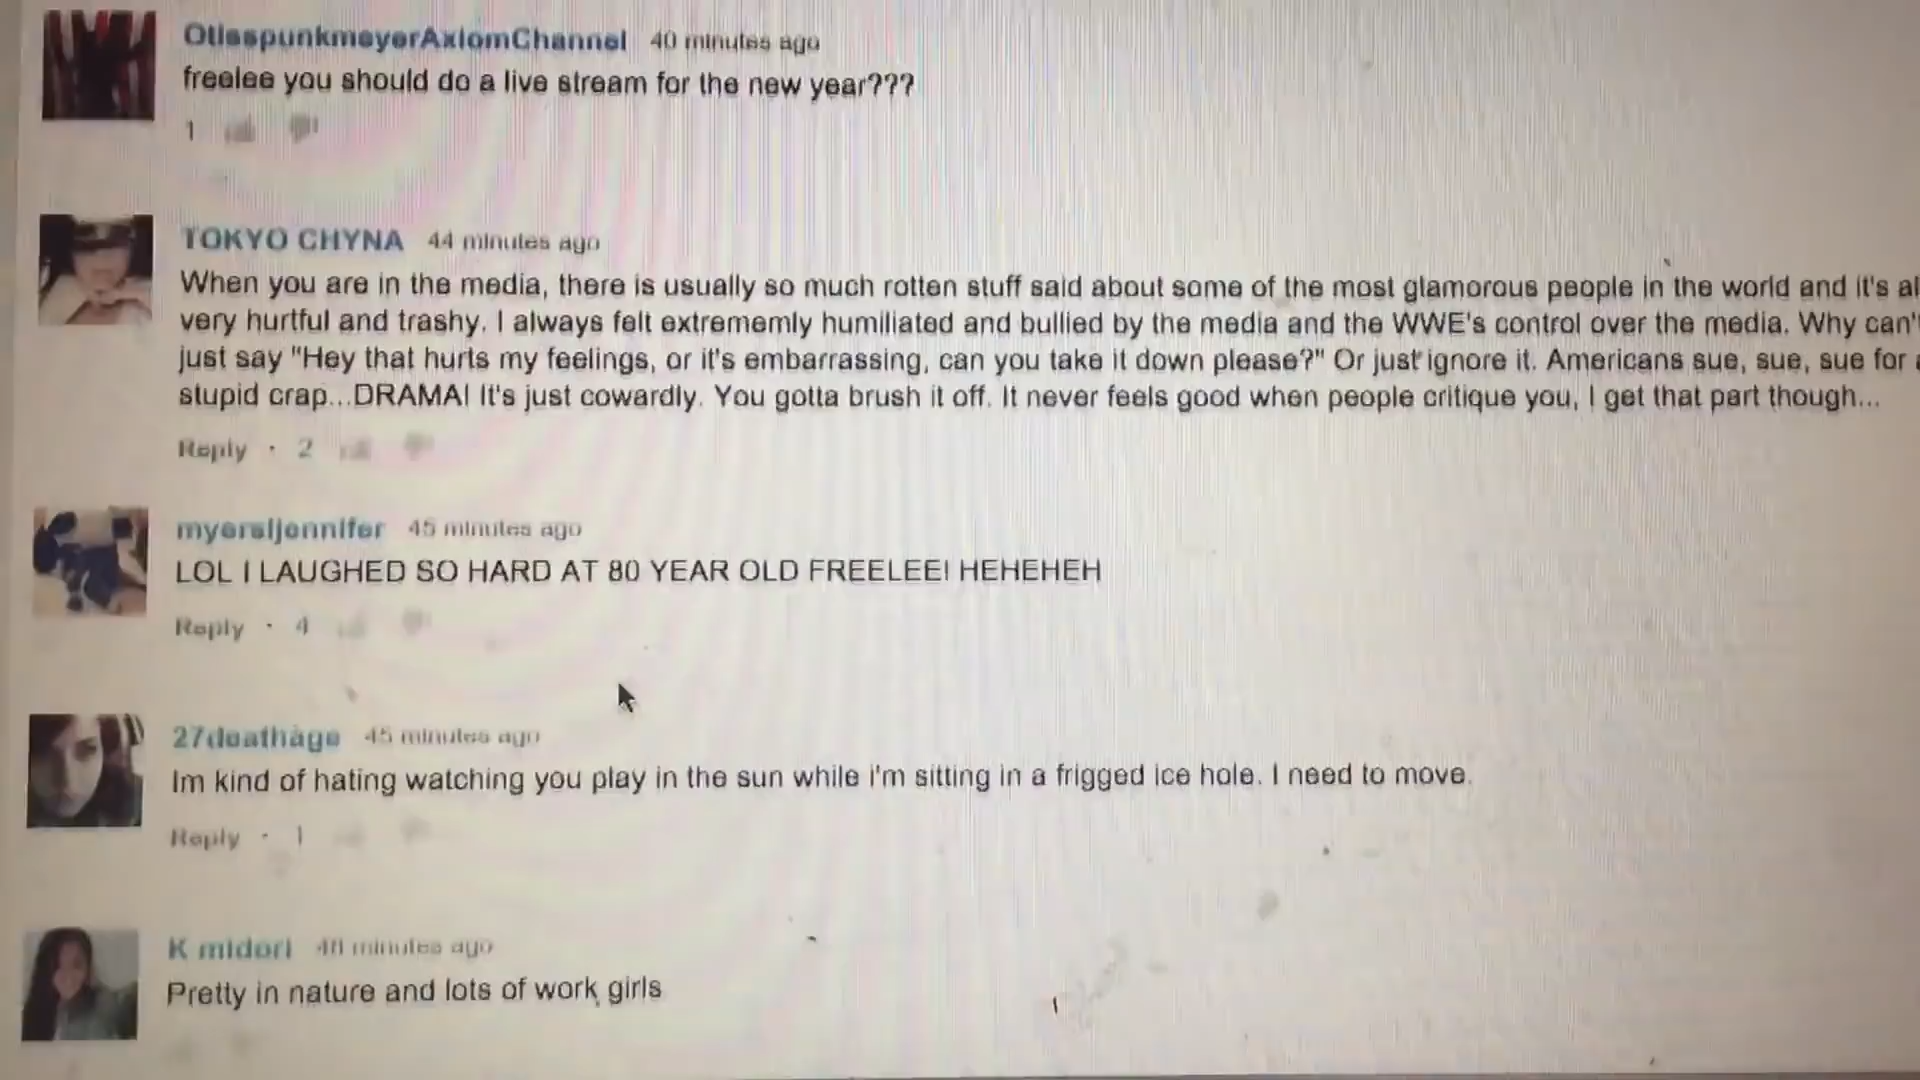 OtisspunkmeyerAxiomChannel 40 minutes ago
freelee you should do a live stream for the new year???
1
TOKYO CHYNA 44 minutes ago
When you are in the media, there is usually so much rotten stuff said about some of the most glamorous people in the world and it's al
very hurtful and trashy. I always felt extrememly humiliated and bullied by the media and the WWE's control over the media. Why can't
just say "Hey that hurts my feelings, or it's embarrassing, can you take it down please?" Or just ignore it. Americans sue, sue, sue for a
stupid crap...DRAMA! It's just cowardly. You gotta brush it off. It never feels good when people critique you, I get that part though...
Reply · 2
myersljennifer 45 minutes ago
LOL I LAUGHED SO HARD AT 80 YEAR OLD FREELEE! HEHEHEH
Reply · 4
27deathage 45 minutes ago
Im kind of hating watching you play in the sun while i'm sitting in a frigged ice hole. I need to move.
Reply · 1
K midori 48 minutes ago
Pretty in nature and lots of work girls